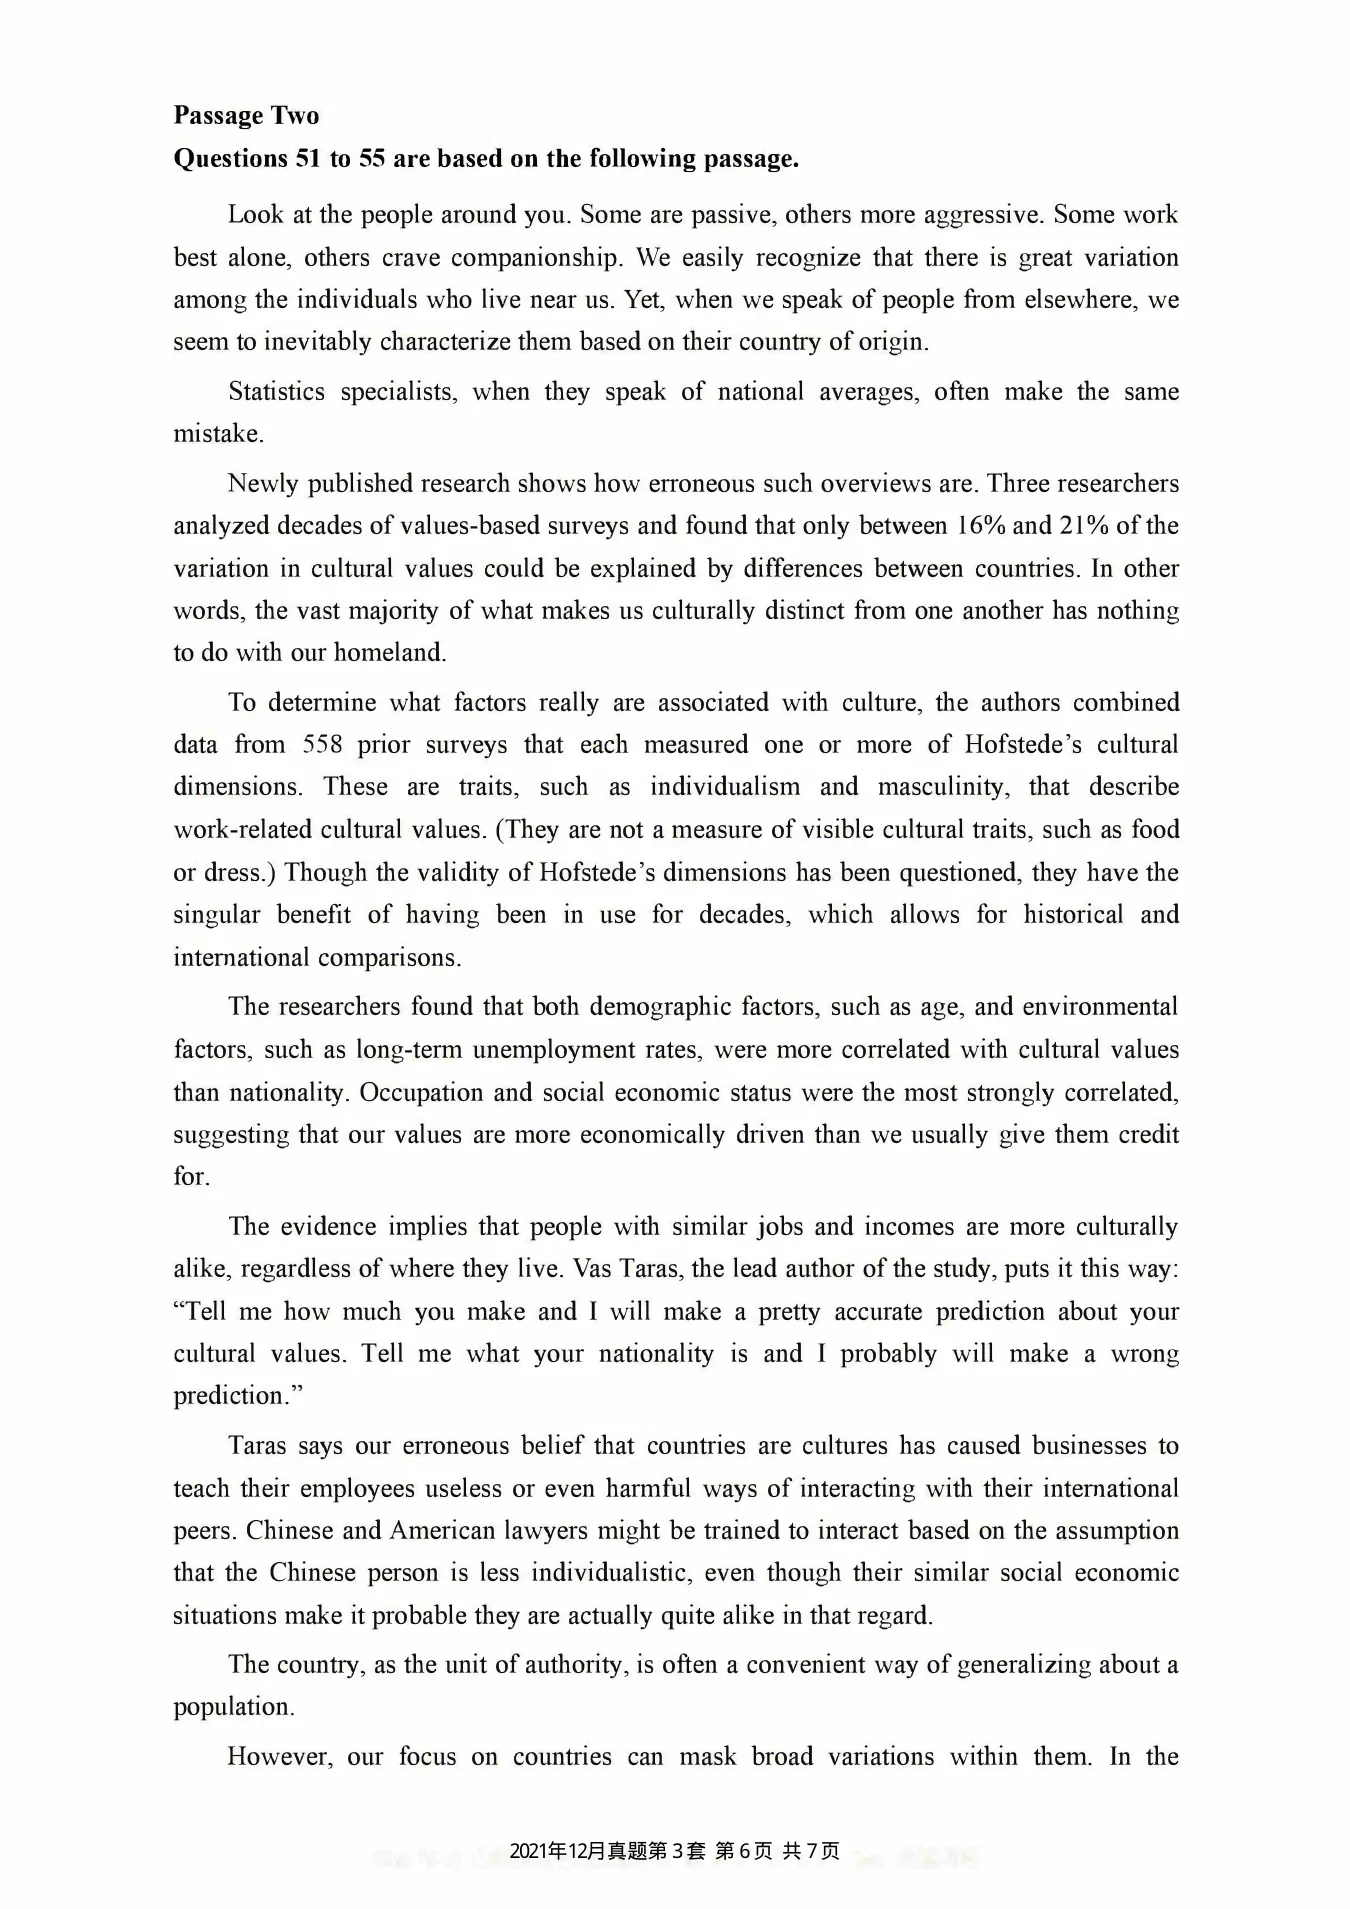 Passage Two
Questions 51 to 55 are based on the following passage.
Look at the people around you. Some are passive, others more aggressive. Some work
best alone, others crave companionship. We easily recognize that there is great variation
among the individuals who live near us. Yet, when we speak of people from elsewhere, we
seem to inevitably characterize them based on their country of origin.
Statistics specialists, when they speak of national averages, often make the same
mistake.
Newly published research shows how erroneous such overviews are. Three researchers
analyzed decades of values-based surveys and found that only between 16% and 21% of the
variation in cultural values could be explained by differences between countries. In other
words, the vast majority of what makes us culturally distinct from one another has nothing
to do with our homeland.
To determine what factors really are associated with culture, the authors combined
data from 558 prior surveys that each measured one or more of Hofstede’s cultural
dimensions. These are traits, such as individualism and masculinity, that describe
work-related cultural values. (They are not a measure of visible cultural traits, such as food
or dress.) Though the validity of Hofstede’s dimensions has been questioned, they have the
singular benefit of having been in use for decades, which allows for historical and
international comparisons.
The researchers found that both demographic factors, such as age, and environmental
factors, such as long-term unemployment rates, were more correlated with cultural values
than nationality. Occupation and social economic status were the most strongly correlated,
suggesting that our values are more economically driven than we usually give them credit
for.
The evidence implies that people with similar jobs and incomes are more culturally
alike, regardless of where they live. Vas Taras, the lead author of the study, puts it this way:
“Tell me how much you make and I will make a pretty accurate prediction about your
cultural values. Tell me what your nationality is and I probably will make a wrong
prediction.”
Taras says our erroneous belief that countries are cultures has caused businesses to
teach their employees useless or even harmful ways of interacting with their international
peers. Chinese and American lawyers might be trained to interact based on the assumption
that the Chinese person is less individualistic, even though their similar social economic
situations make it probable they are actually quite alike in that regard.
The country, as the unit of authority, is often a convenient way of generalizing about a
population.
However, our focus on countries can mask broad variations within them. In the
2021年12月真题第3套 第6页 共7页